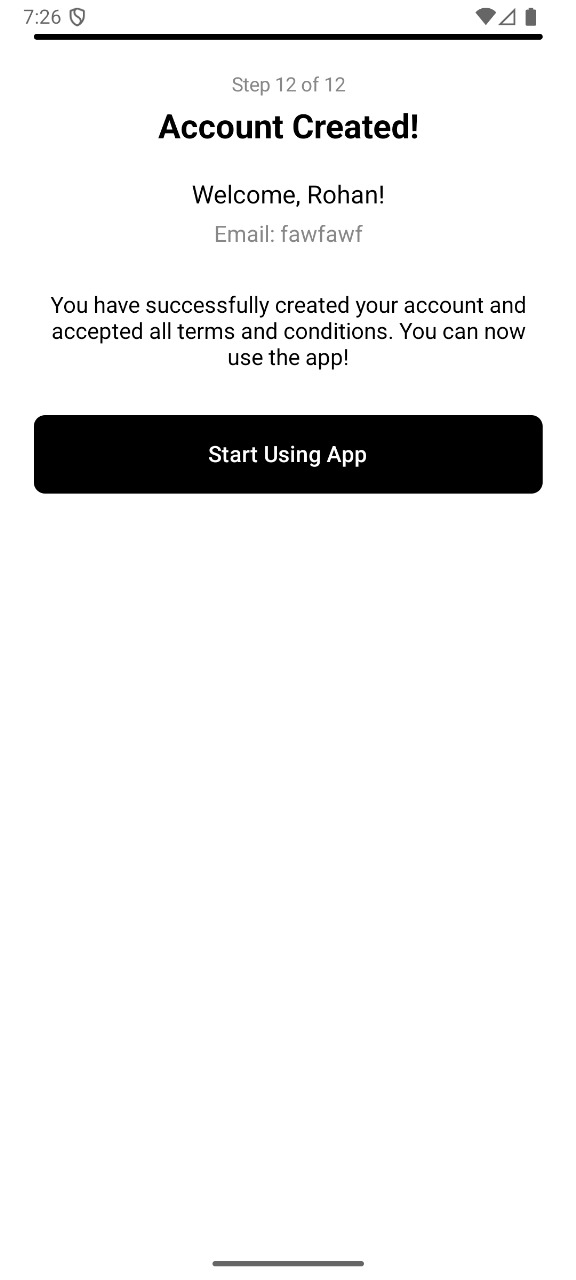 7:26
Step 12 of 12
Account Created!
Welcome, Rohan!
Email: fawfawf
You have successfully created your account and
accepted all terms and conditions. You can now
use the app!
Start Using App